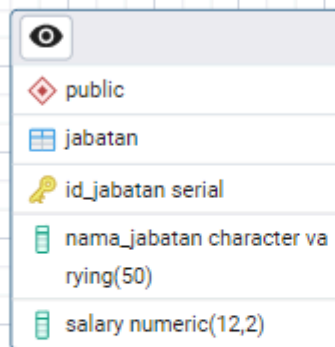 public
jabatan
id_jabatan serial
nama_jabatan character va
rying(50)
salary numeric(12,2)